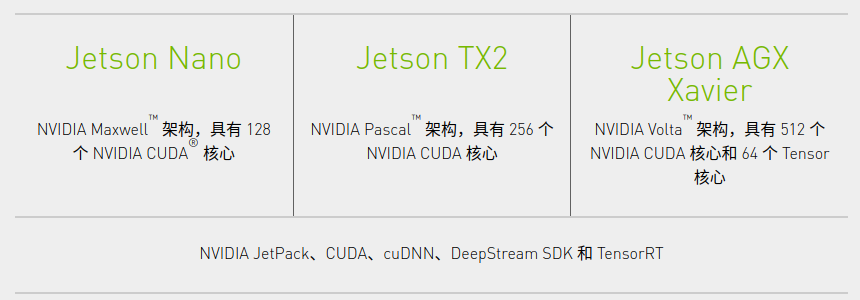 Jetson Nano
NVIDIA Maxwell™ 架构，具有 128
个 NVIDIA CUDA® 核心
Jetson TX2
NVIDIA Pascal™ 架构，具有 256 个
NVIDIA CUDA 核心
Jetson AGX
Xavier
NVIDIA Volta™ 架构，具有 512 个
NVIDIA CUDA 核心和 64 个 Tensor
核心
NVIDIA JetPack、CUDA、cuDNN、DeepStream SDK 和 TensorRT